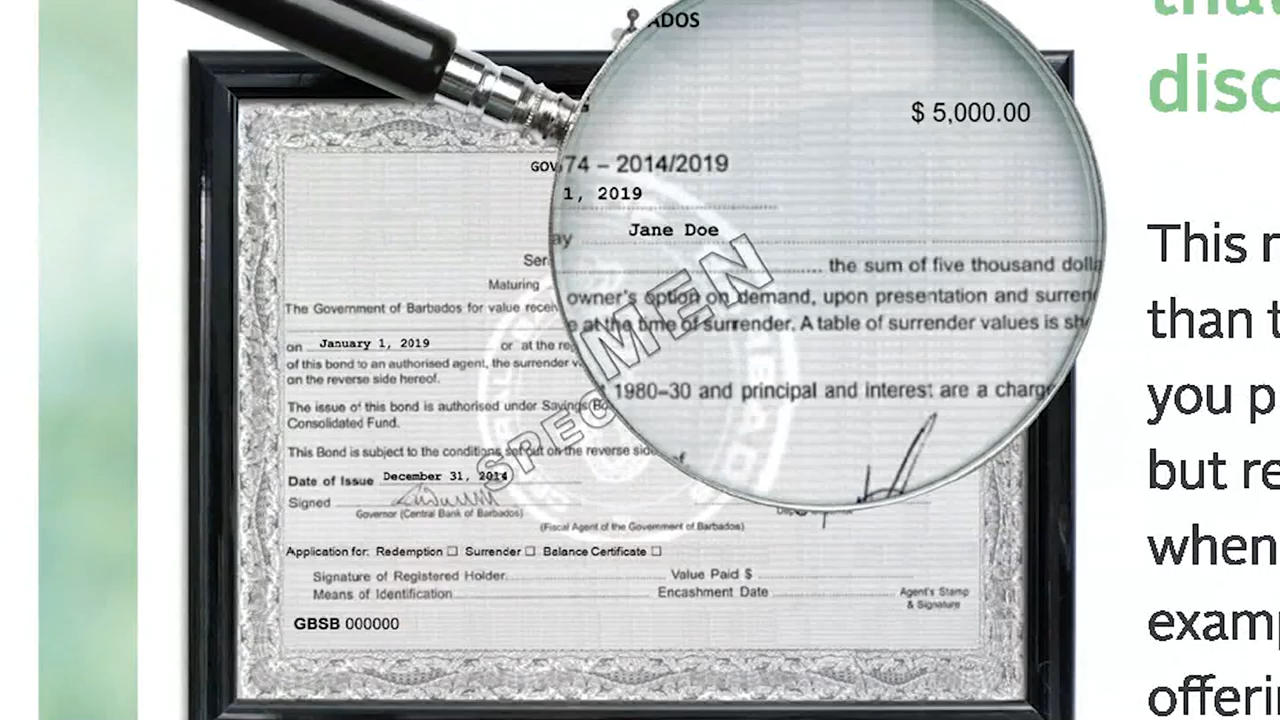 ADOS
disc
$ 5,000.00
GOV
74 – 2014/2019
1, 2019
Jane Doe
ay
Ser
the sum of five thousand dolla
Maturing
owner's option on demand, upon presentation and surren
The Government of Barbados for value recei
e at the time of surrender. A table of surrender values is sh
on January 1, 2019 or at the re
of this bond to an authorised agent, the surrender v
on the reverse side hereof.
1980–30 and principal and interest are a charg
The issue of this bond is authorised under Savings Bo
Consolidated Fund.
This Bond is subject to the conditions set out on the reverse side
SPECIMEN
Date of Issue December 31, 2014
Signed
Governor (Central Bank of Barbados)
(Fiscal Agent of the Government of Barbados)
Application for: Redemption ☐ Surrender ☐ Balance Certificate ☐
Signature of Registered Holder
Value Paid $
Means of Identification
Encashment Date
Agent's Stamp
& Signature
GBSB 000000
This r
than t
you p
but re
when
examp
offerin